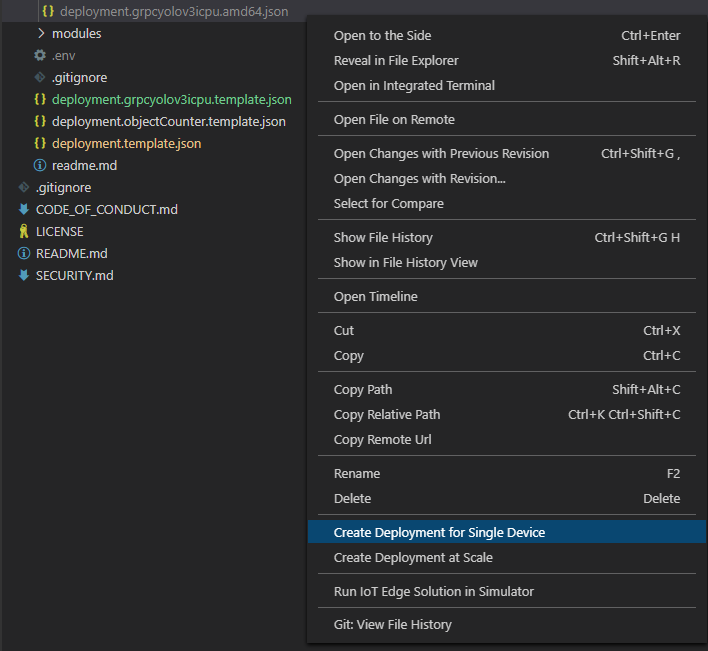 deployment.grpcyolov3icpu.amd64.json
modules
.env
.gitignore
deployment.grpcyolov3icpu.template.json
deployment.objectCounter.template.json
deployment.template.json
readme.md
.gitignore
CODE_OF_CONDUCT.md
LICENSE
README.md
SECURITY.md
Open to the Side Ctrl+Enter
Reveal in File Explorer Shift+Alt+R
Open in Integrated Terminal
Open File on Remote
Open Changes with Previous Revision Ctrl+Shift+G ,
Open Changes with Revision...
Select for Compare
Show File History Ctrl+Shift+G H
Show in File History View
Open Timeline
Cut Ctrl+X
Copy Ctrl+C
Copy Path Shift+Alt+C
Copy Relative Path Ctrl+K Ctrl+Shift+C
Copy Remote Url
Rename F2
Delete Delete
Create Deployment for Single Device
Create Deployment at Scale
Run IoT Edge Solution in Simulator
Git: View File History